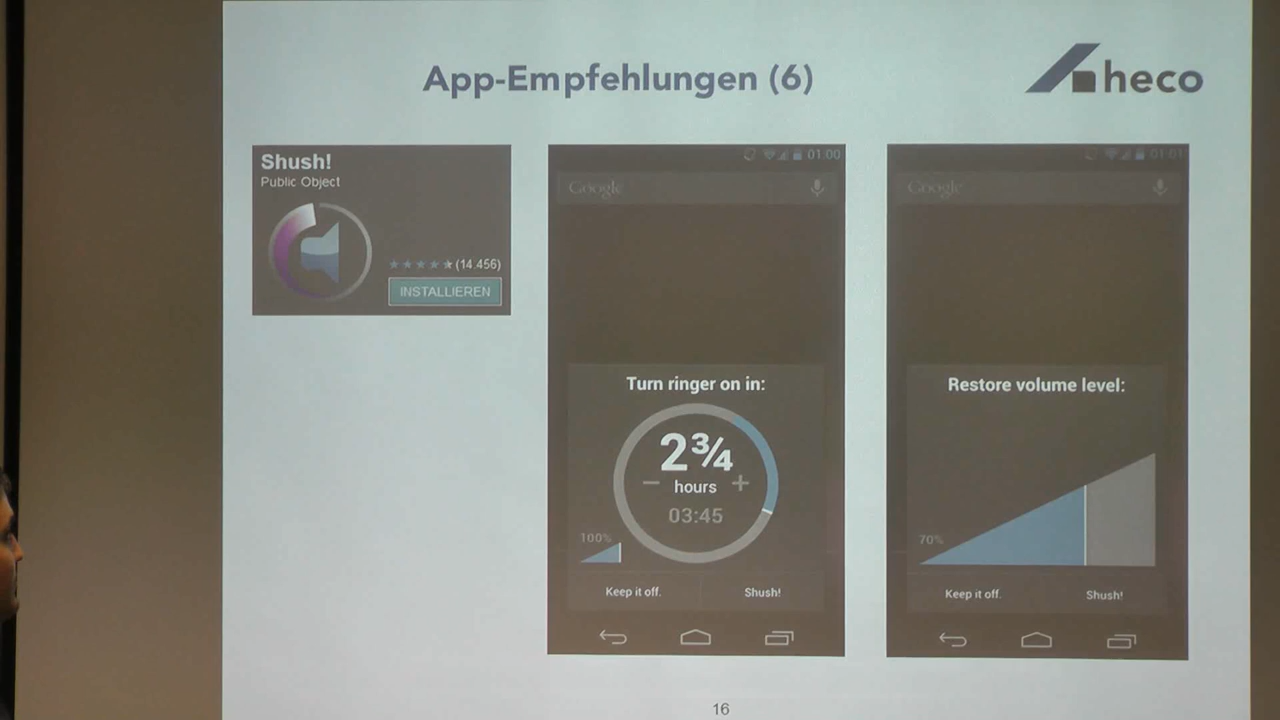 App-Empfehlungen (6)
heco
Shush!
Public Object
(14.456)
INSTALLIEREN
01:00
Google
Turn ringer on in:
2¾
− +
hours
03:45
100%
Keep it off.
Shush!
01:01
Google
Restore volume level:
70%
Keep it off.
Shush!
16